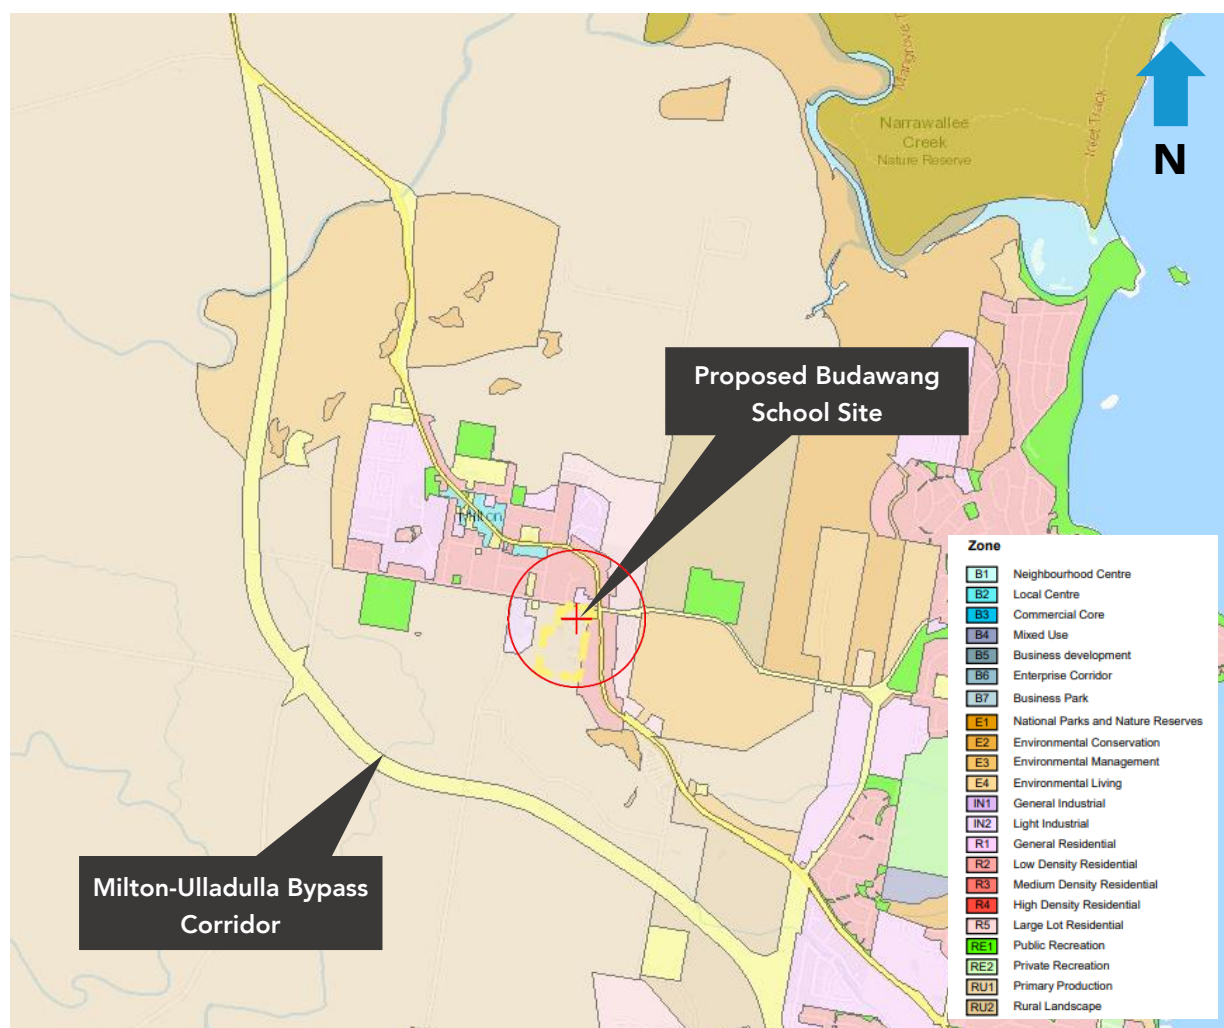 Mangrove
Inlet Track
Narrawallee
Creek
Nature Reserve
N
Proposed Budawang
School Site
Milton
Milton-Ulladulla Bypass
Corridor
Zone
B1 Neighbourhood Centre
B2 Local Centre
B3 Commercial Core
B4 Mixed Use
B5 Business development
B6 Enterprise Corridor
B7 Business Park
E1 National Parks and Nature Reserves
E2 Environmental Conservation
E3 Environmental Management
E4 Environmental Living
IN1 General Industrial
IN2 Light Industrial
R1 General Residential
R2 Low Density Residential
R3 Medium Density Residential
R4 High Density Residential
R5 Large Lot Residential
RE1 Public Recreation
RE2 Private Recreation
RU1 Primary Production
RU2 Rural Landscape